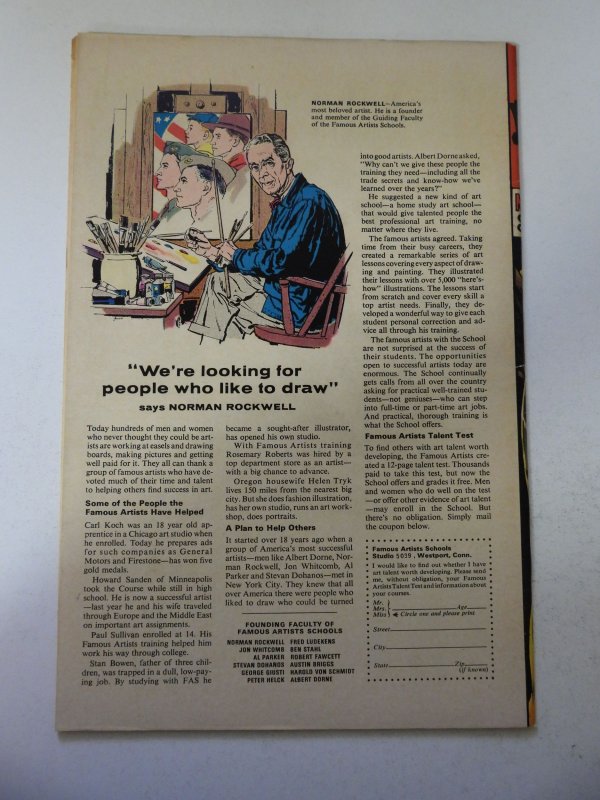 NORMAN ROCKWELL—America's
most beloved artist. He is a founder
and member of the Guiding Faculty
of the Famous Artists Schools.
"We're looking for
people who like to draw"
says NORMAN ROCKWELL
Today hundreds of men and women
who never thought they could be art-
ists are working at easels and drawing
boards, making pictures and getting
well paid for it. They all can thank a
group of famous artists who have de-
voted much of their time and talent
to helping others find success in art.
Some of the People the
Famous Artists Have Helped
Carl Koch was an 18 year old ap-
prentice in a Chicago art studio when
he enrolled. Today he prepares ads
for such companies as General
Motors and Firestone—has won five
gold medals.
Howard Sanden of Minneapolis
took the Course while still in high
school. He is now a successful artist
—last year he and his wife traveled
through Europe and the Middle East
on important art assignments.
Paul Sullivan enrolled at 14. His
Famous Artists training helped him
work his way through college.
Stan Bowen, father of three chil-
dren, was trapped in a dull, low-pay-
ing job. By studying with FAS he
became a sought-after illustrator,
has opened his own studio.
With Famous Artists training
Rosemary Roberts was hired by a
top department store as an artist—
with a big chance to advance.
Oregon housewife Helen Tryk
lives 150 miles from the nearest big
city. But she does fashion illustration,
has her own studio, runs an art work-
shop, does portraits.
A Plan to Help Others
It started over 18 years ago when a
group of America's most successful
artists—men like Albert Dorne, Nor-
man Rockwell, Jon Whitcomb, Al
Parker and Stevan Dohanos—met in
New York City. They knew that all
over America there were people who
liked to draw who could be turned
FOUNDING FACULTY OF
FAMOUS ARTISTS SCHOOLS
NORMAN ROCKWELL FRED LUDEKENS
JON WHITCOMB BEN STAHL
AL PARKER ROBERT FAWCETT
STEVAN DOHANOS AUSTIN BRIGGS
GEORGE GIUSTI HAROLD VON SCHMIDT
PETER HELCK ALBERT DORNE
into good artists. Albert Dorne asked,
"Why can't we give these people the
training they need—including all the
trade secrets and know-how we've
learned over the years?"
He suggested a new kind of art
school—a home study art school—
that would give talented people the
best professional art training, no
matter where they live.
The famous artists agreed. Taking
time from their busy careers, they
created a remarkable series of art
lessons covering every aspect of draw-
ing and painting. They illustrated
their lessons with over 5,000 "here's-
how" illustrations. The lessons start
from scratch and cover every skill a
top artist needs. Finally, they de-
veloped a wonderful way to give each
student personal correction and ad-
vice all through his training.
The famous artists with the School
are not surprised at the success of
their students. The opportunities
open to successful artists today are
enormous. The School continually
gets calls from all over the country
asking for practical well-trained stu-
dents—not geniuses—who can step
into full-time or part-time art jobs.
And practical, thorough training is
what the School offers.
Famous Artists Talent Test
To find others with art talent worth
developing, the Famous Artists cre-
ated a 12-page talent test. Thousands
paid to take this test, but now the
School offers and grades it free. Men
and women who do well on the test
—or offer other evidence of art talent
—may enroll in the School. But
there's no obligation. Simply mail
the coupon below.
Famous Artists Schools
Studio 5039, Westport, Conn.
I would like to find out whether I have
art talent worth developing. Please send
me, without obligation, your Famous
Artists Talent Test and information about
your courses.
Mr.
Mrs. Age
Miss Circle one and please print
Street
City
State Zip
(if known)